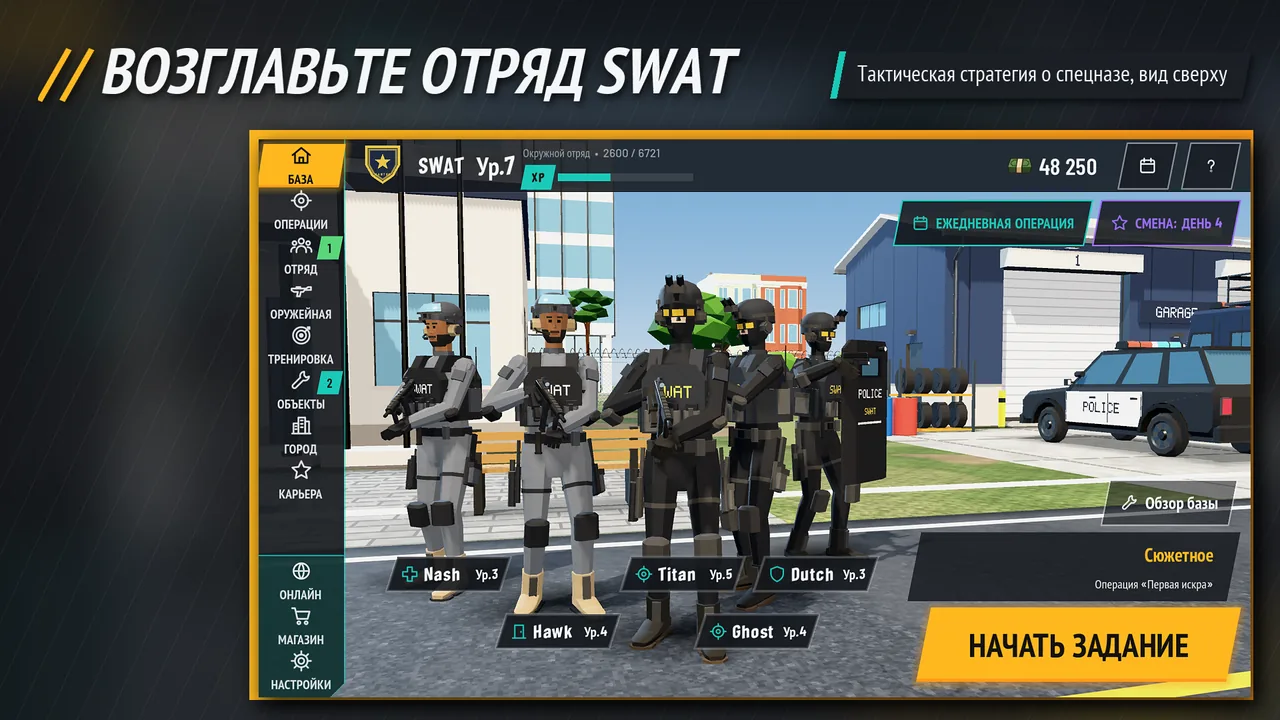 // ВОЗГЛАВЬТЕ ОТРЯД SWAT
Тактическая стратегия о спецназе, вид сверху
БАЗА
ОПЕРАЦИИ
1
ОТРЯД
ОРУЖЕЙНАЯ
ТРЕНИРОВКА
2
ОБЪЕКТЫ
ГОРОД
КАРЬЕРА
ОНЛАЙН
МАГАЗИН
НАСТРОЙКИ
SWAT Ур.7
Окружной отряд • 2600 / 6721
XP
48 250
?
ЕЖЕДНЕВНАЯ ОПЕРАЦИЯ
СМЕНА: ДЕНЬ 4
1
GARAGE
POLICE
POLICE
SWAT
Nash Ур.3
Titan Ур.5
Dutch Ур.3
Hawk Ур.4
Ghost Ур.4
Обзор базы
Сюжетное
Операция «Первая искра»
НАЧАТЬ ЗАДАНИЕ